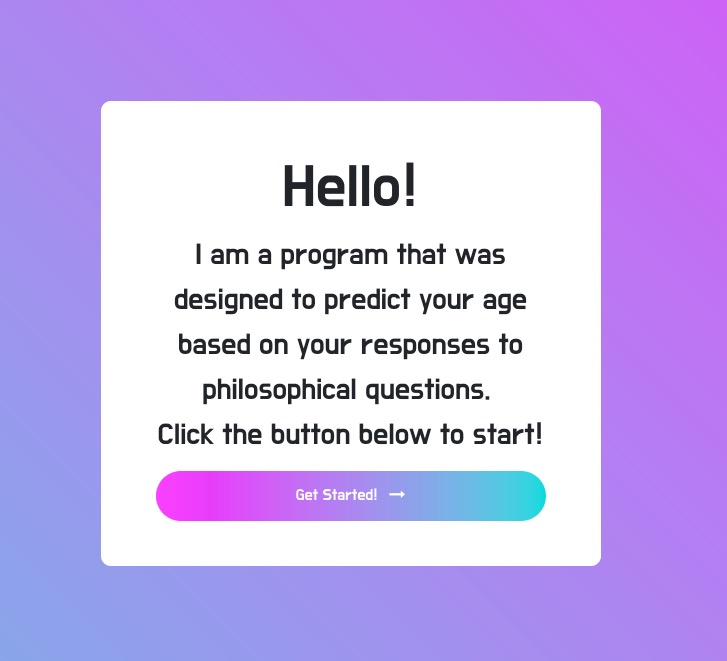 Hello!
I am a program that was
designed to predict your age
based on your responses to
philosophical questions.
Click the button below to start!
Get Started! →